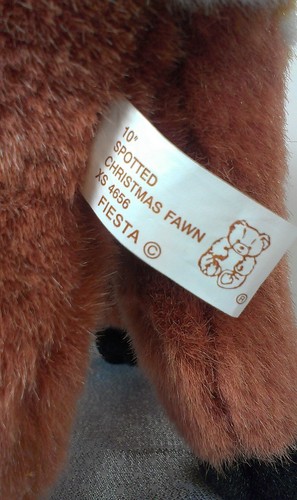 10"
SPOTTED
CHRISTMAS FAWN
XS 4656
FIESTA ©
®